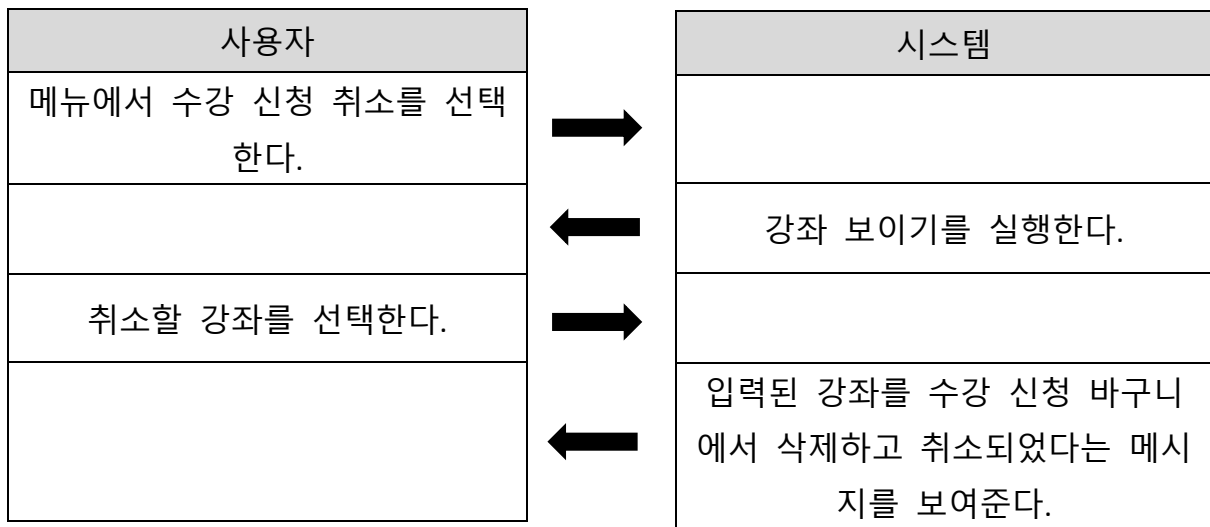 사용자
시스템
메뉴에서 수강 신청 취소를 선택
한다.
강좌 보이기를 실행한다.
취소할 강좌를 선택한다.
입력된 강좌를 수강 신청 바구니
에서 삭제하고 취소되었다는 메시
지를 보여준다.